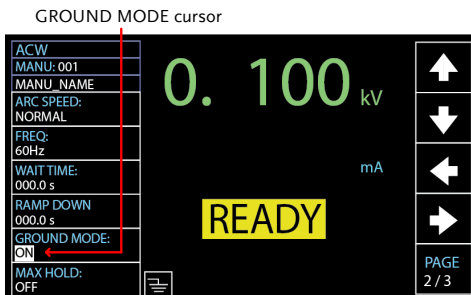 GROUND MODE cursor
ACW
MANU: 001
MANU_NAME
ARC SPEED:
NORMAL
FREQ:
60Hz
WAIT TIME:
000.0 s
RAMP DOWN
000.0 s
GROUND MODE:
ON
MAX HOLD:
OFF
0. 100 kV
mA
READY
PAGE
2 / 3